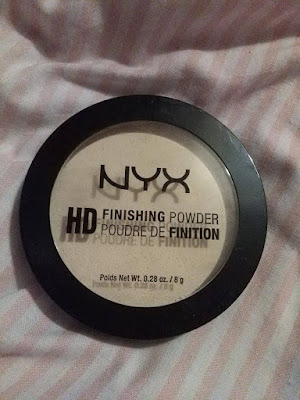 NYX
HD FINISHING POWDER
POUDRE DE FINITION
Poids Net Wt. 0.28 oz. / 8 g